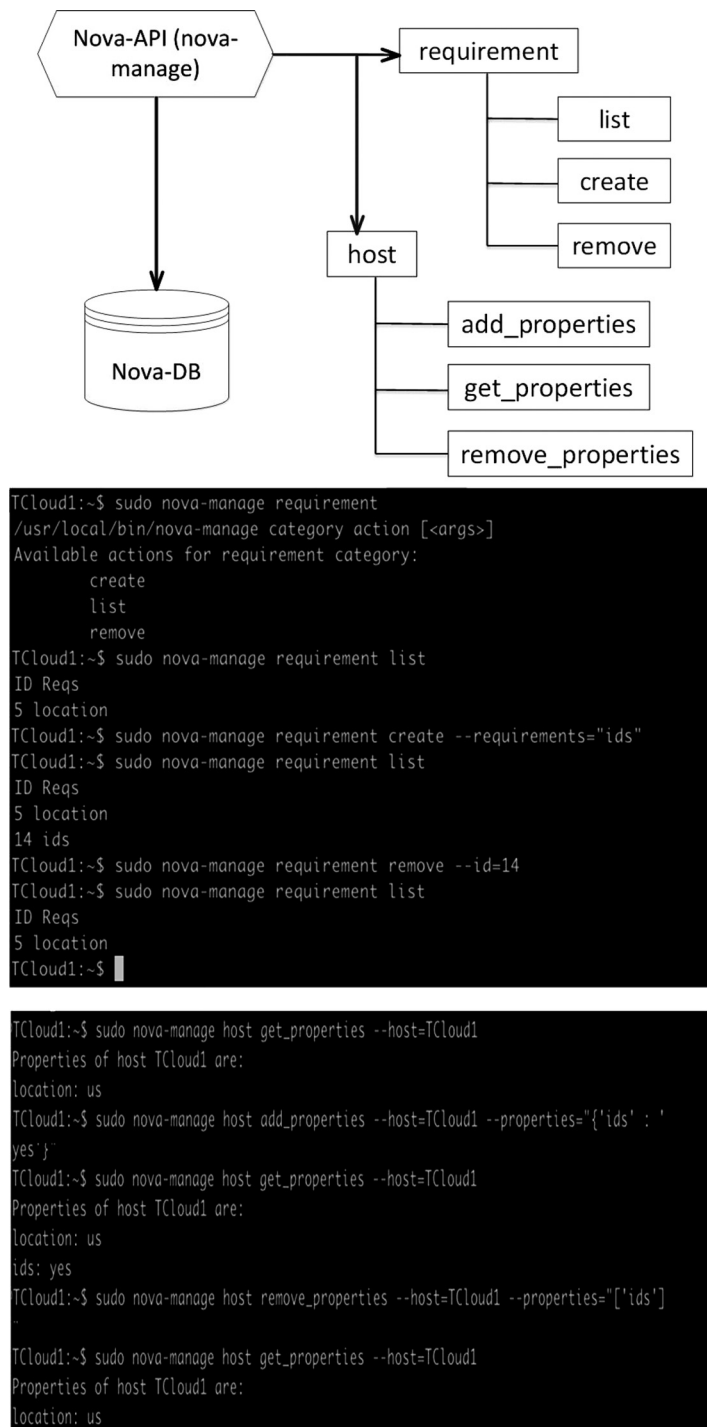 Nova-API (nova-
manage)
requirement
list
create
remove
host
add_properties
get_properties
remove_properties
Nova-DB
TCloud1:~$ sudo nova-manage requirement
/usr/local/bin/nova-manage category action [<args>]
Available actions for requirement category:
create
list
remove
TCloud1:~$ sudo nova-manage requirement list
ID Reqs
5 location
TCloud1:~$ sudo nova-manage requirement create --requirements="ids"
TCloud1:~$ sudo nova-manage requirement list
ID Reqs
5 location
14 ids
TCloud1:~$ sudo nova-manage requirement remove --id=14
TCloud1:~$ sudo nova-manage requirement list
ID Reqs
5 location
TCloud1:~$
TCloud1:~$ sudo nova-manage host get_properties --host=TCloud1
Properties of host TCloud1 are:
location: us
TCloud1:~$ sudo nova-manage host add_properties --host=TCloud1 --properties="{'ids' : '
yes'}"
TCloud1:~$ sudo nova-manage host get_properties --host=TCloud1
Properties of host TCloud1 are:
location: us
ids: yes
TCloud1:~$ sudo nova-manage host remove_properties --host=TCloud1 --properties="['ids']
"
TCloud1:~$ sudo nova-manage host get_properties --host=TCloud1
Properties of host TCloud1 are:
location: us